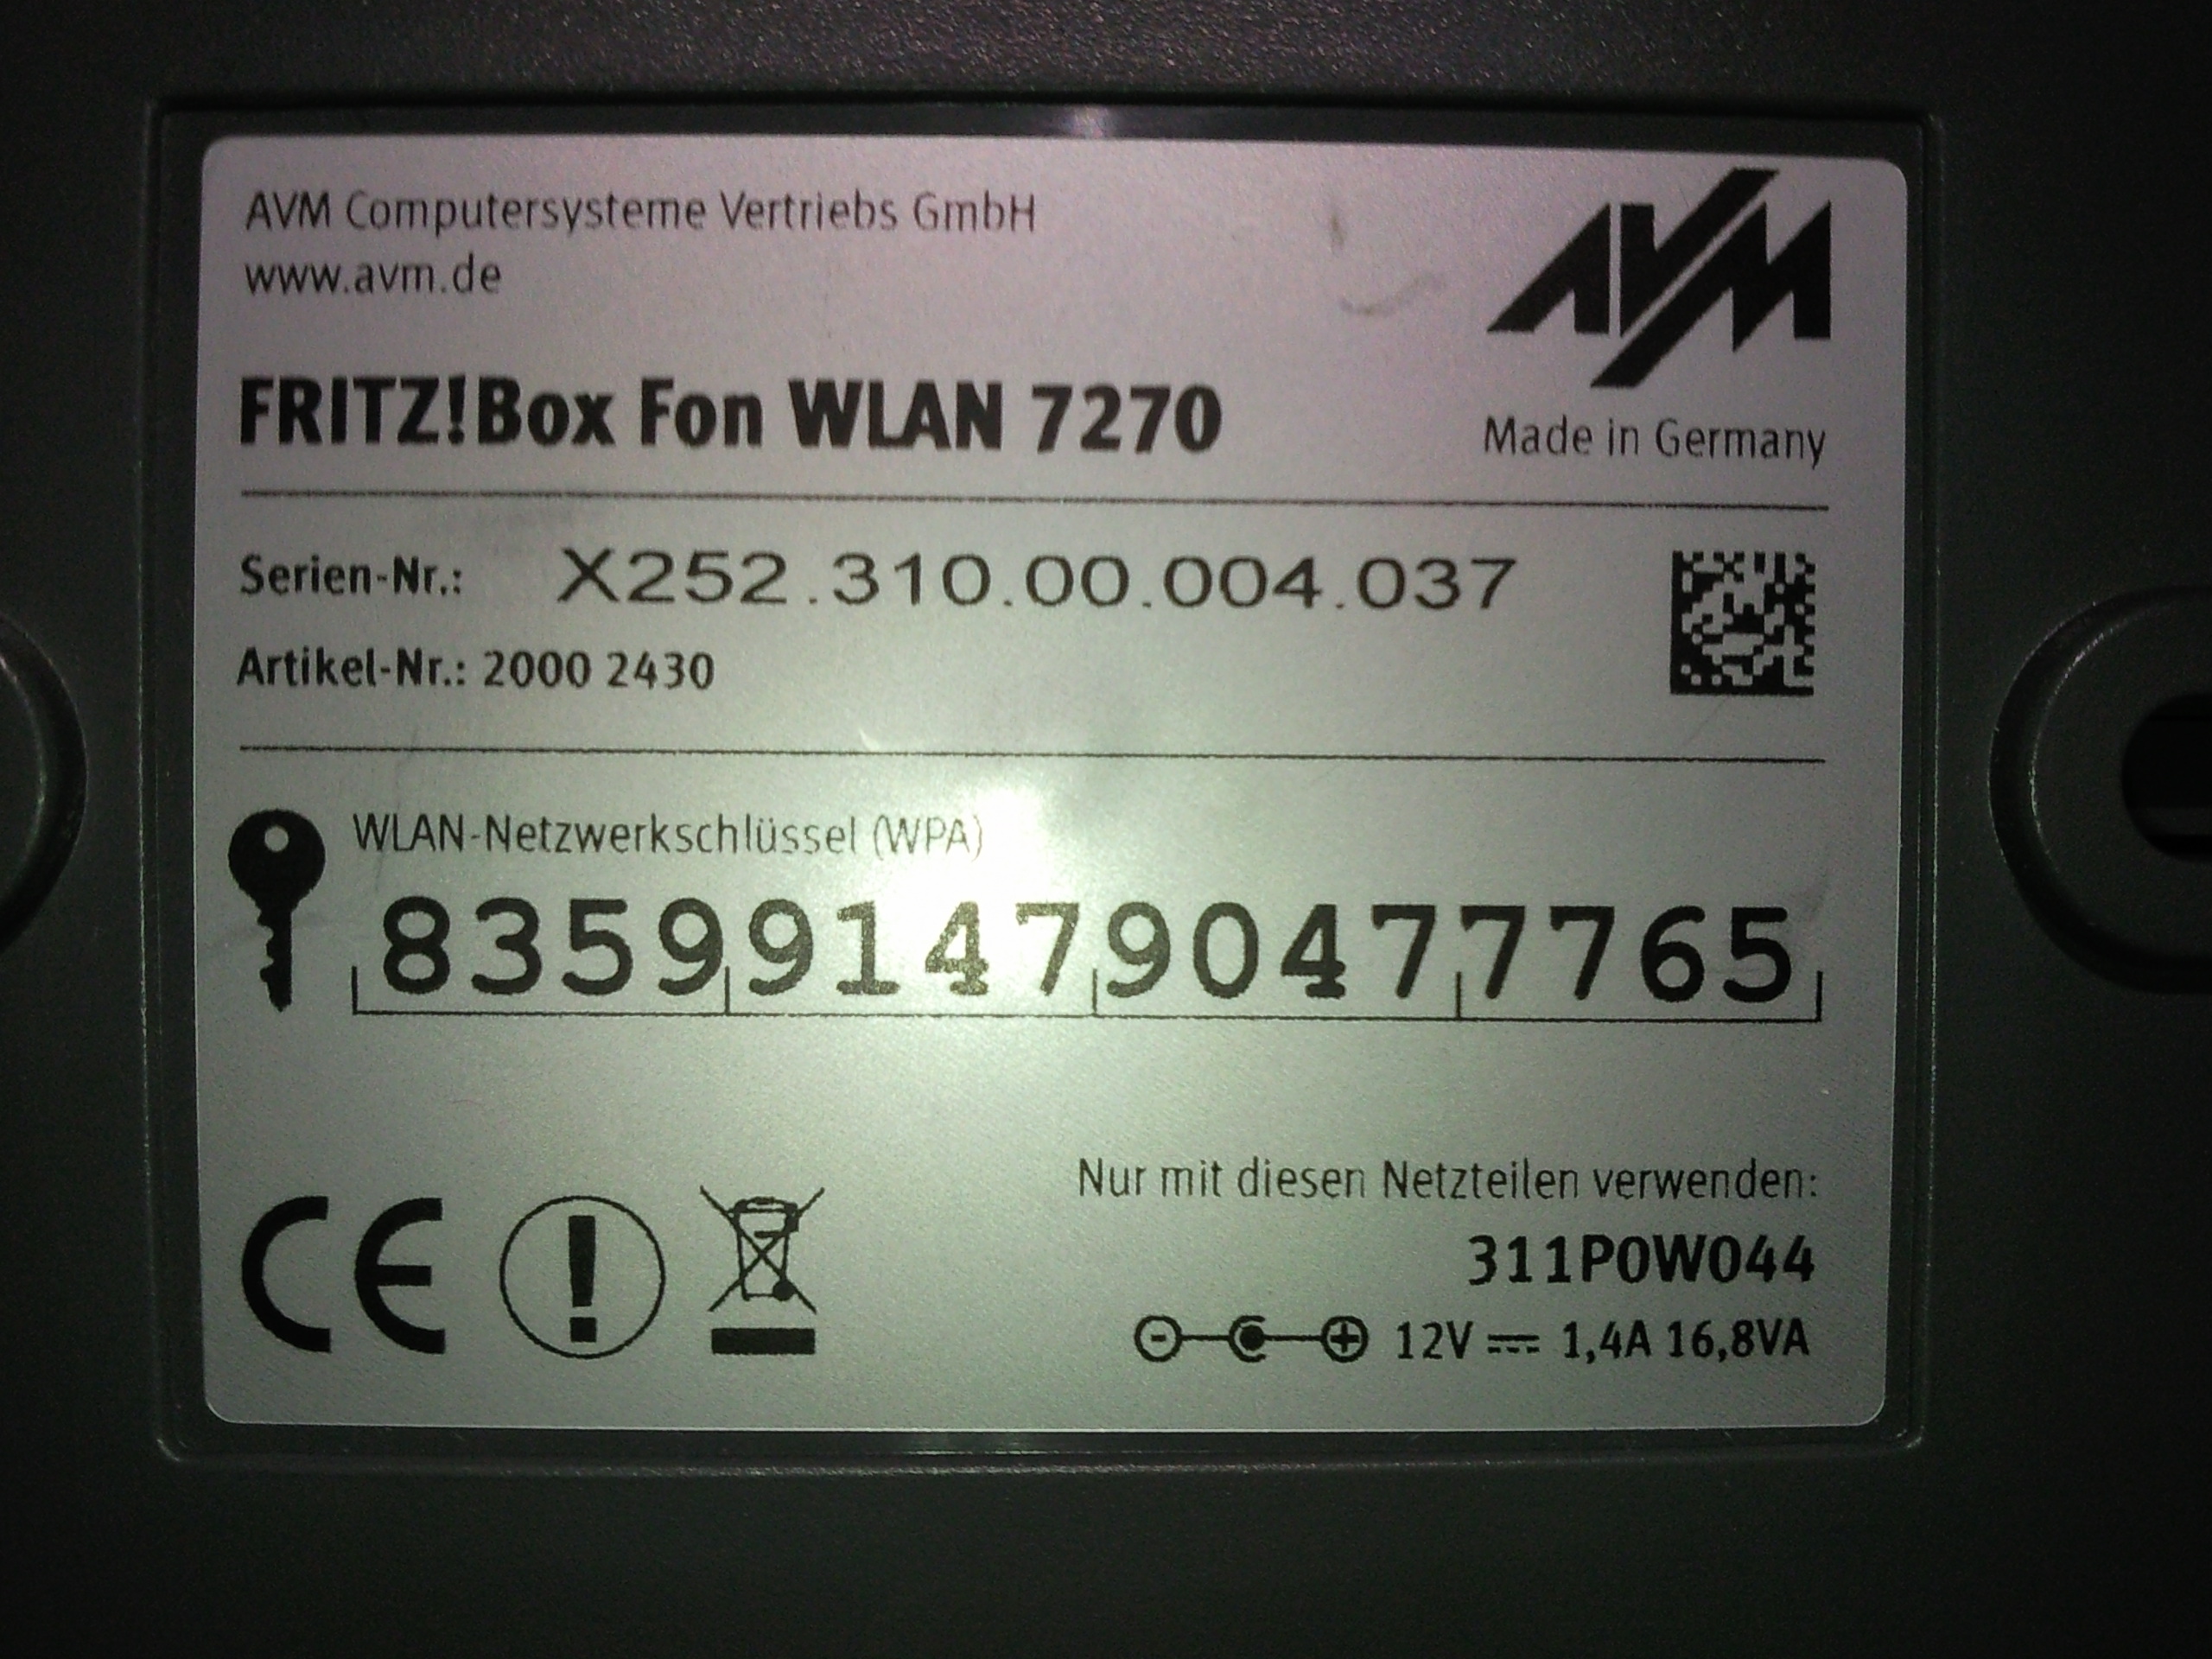 AVM Computersysteme Vertriebs GmbH
www.avm.de
AVM
FRITZ!Box Fon WLAN 7270
Made in Germany
Serien-Nr.: X252.310.00.004.037
Artikel-Nr.: 2000 2430
WLAN-Netzwerkschlüssel (WPA)
8359914790477765
Nur mit diesen Netzteilen verwenden:
311P0W044
CE
12V 1,4A 16,8VA